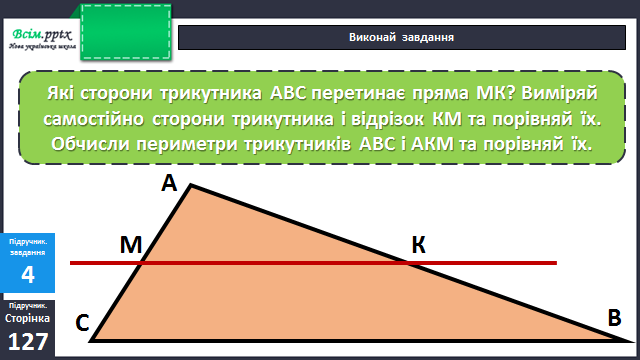 Всім.pptx
Нова українська школа
Виконай завдання
Які сторони трикутника АВС перетинає пряма МК? Виміряй
самостійно сторони трикутника і відрізок КМ та порівняй їх.
Обчисли периметри трикутників АВС і АКМ та порівняй їх.
А
М
К
С
В
Підручник.
завдання
4
Підручник.
Сторінка
127